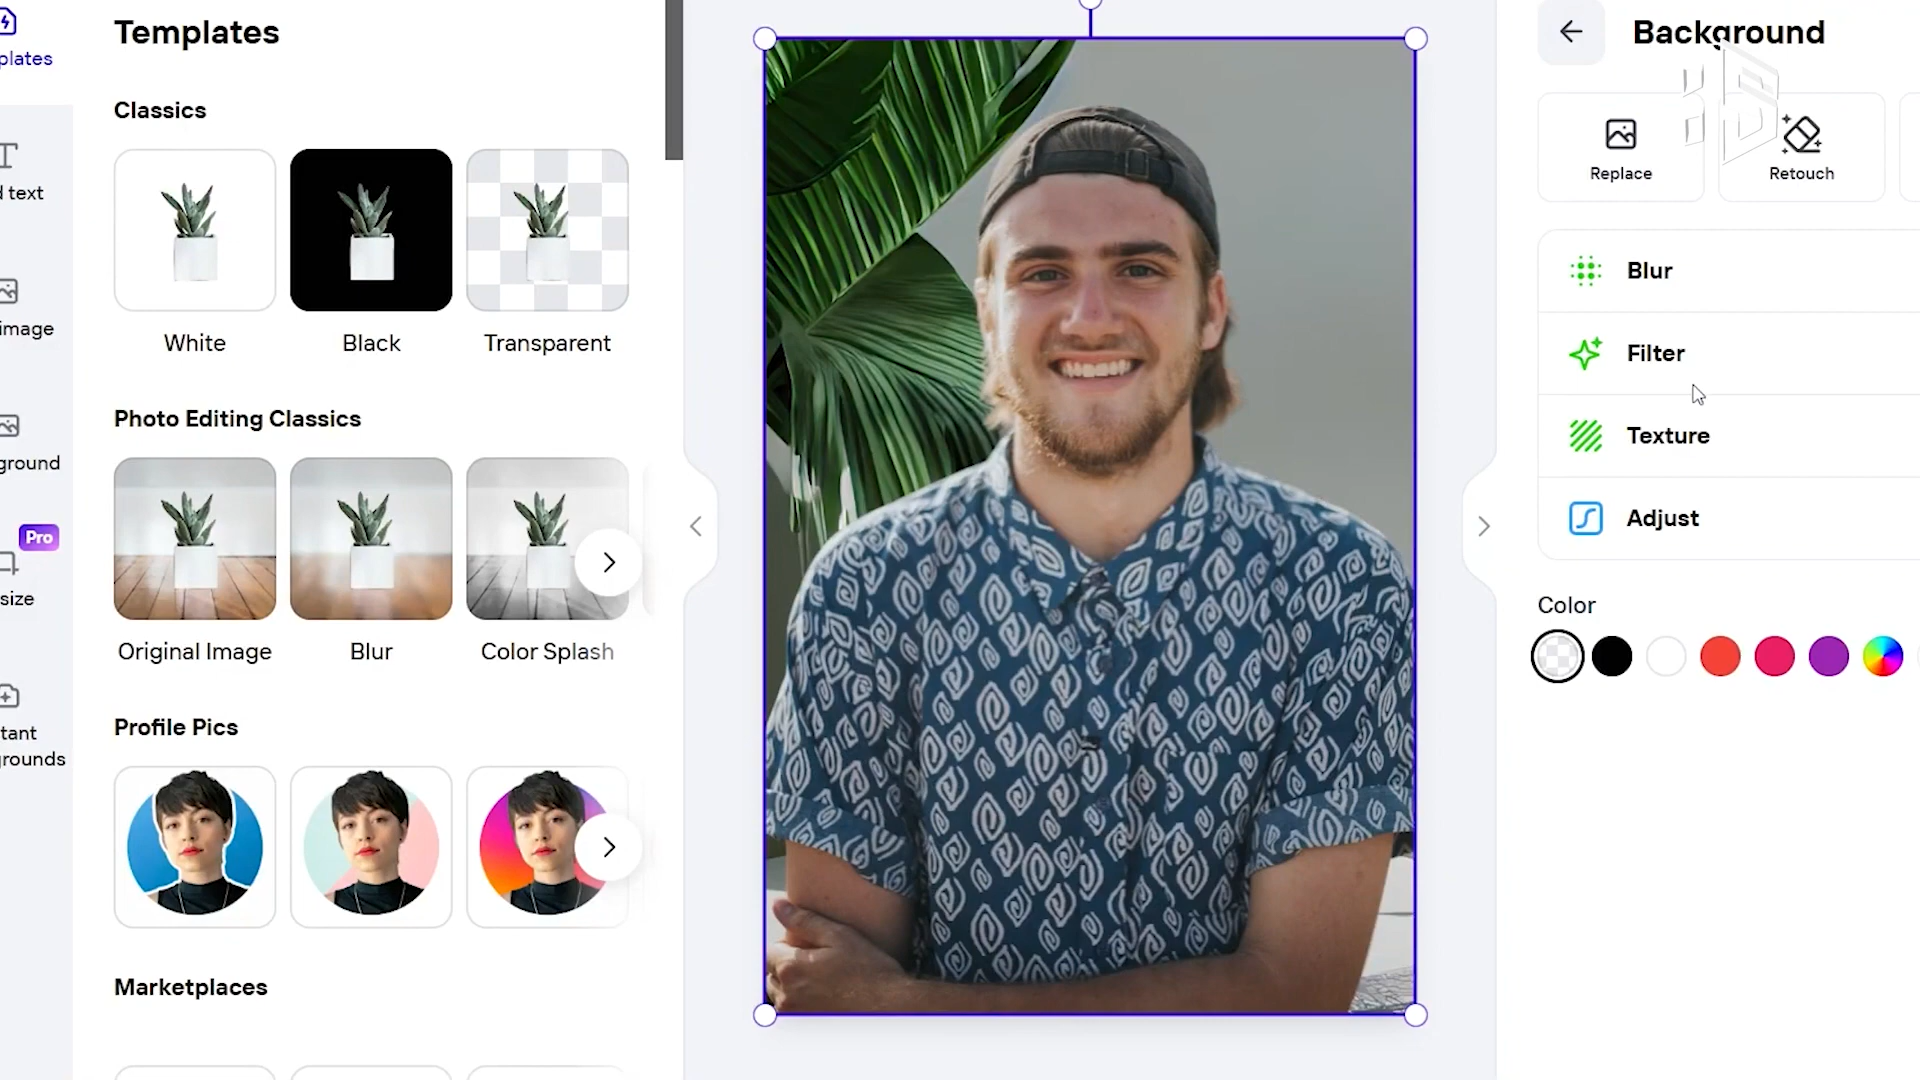 Templates
plates
d text
image
ground
Pro
size
tant
rounds
Classics
White
Black
Transparent
Photo Editing Classics
Original Image
Blur
Color Splash
Profile Pics
Marketplaces
Background
Replace
Retouch
Blur
Filter
Texture
Adjust
Color